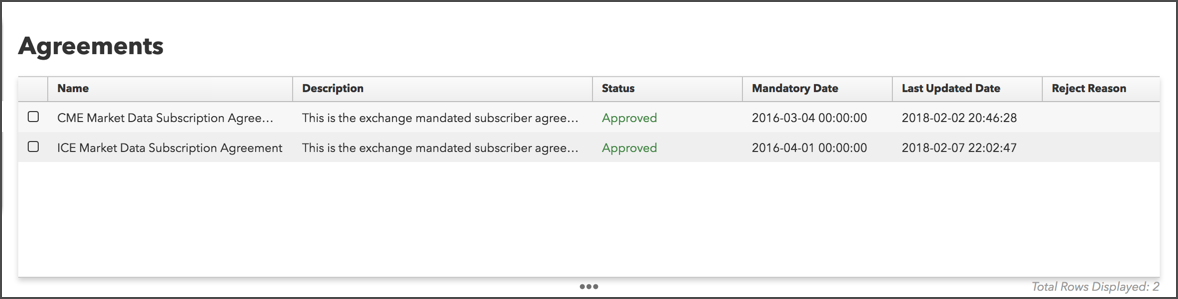 Agreements
Name Description Status Mandatory Date Last Updated Date Reject Reason
CME Market Data Subscription Agree... This is the exchange mandated subscriber agree... Approved 2016-03-04 00:00:00 2018-02-02 20:46:28
ICE Market Data Subscription Agreement This is the exchange mandated subscriber agree... Approved 2016-04-01 00:00:00 2018-02-07 22:02:47
Total Rows Displayed: 2